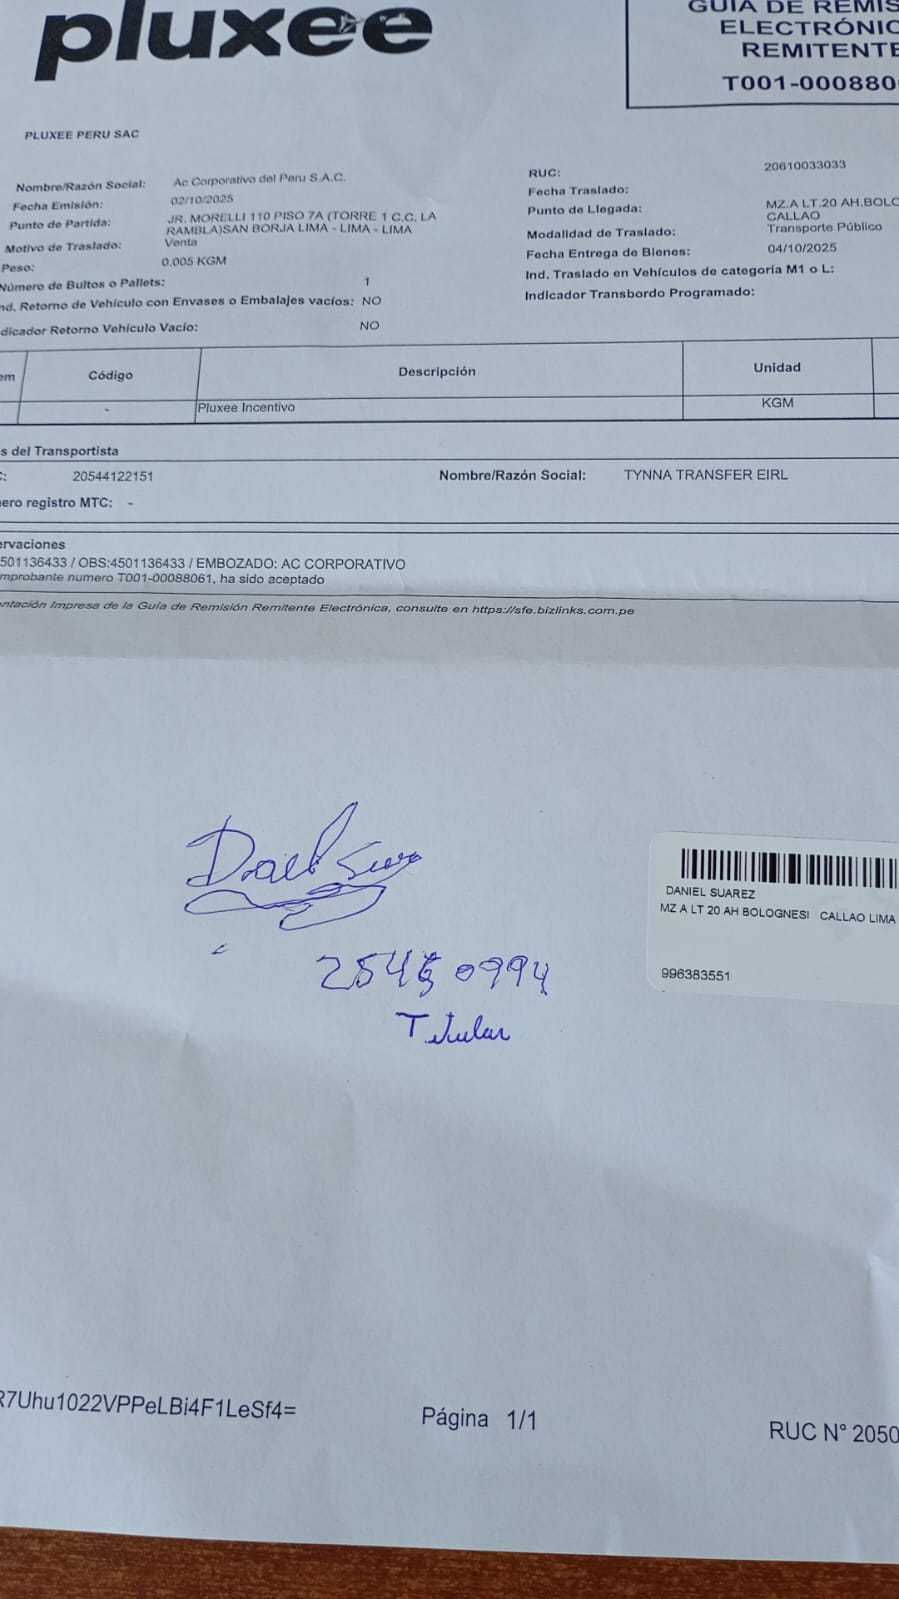 pluxee
GUÍA DE REMIS
ELECTRÓNIC
REMITENTE
T001-000880
PLUXEE PERU SAC
Nombre/Razón Social: Ac Corporativo del Peru S.A.C.
Fecha Emisión: 02/10/2025
Punto de Partida: JR. MORELLI 110 PISO 7A (TORRE 1 C.C. LA
RAMBLA)SAN BORJA LIMA - LIMA - LIMA
Motivo de Traslado: Venta
Peso: 0.005 KGM
Número de Bultos o Pallets: 1
nd. Retorno de Vehículo con Envases o Embalajes vacíos: NO
dicador Retorno Vehículo Vacío: NO
RUC: 20610033033
Fecha Traslado:
Punto de Llegada: MZ.A LT.20 AH.BOLO
CALLAO
Modalidad de Traslado: Transporte Público
Fecha Entrega de Bienes: 04/10/2025
Ind. Traslado en Vehículos de categoría M1 o L:
Indicador Transbordo Programado:
em Código Descripción Unidad
- Pluxee Incentivo KGM
s del Transportista
C: 20544122151 Nombre/Razón Social: TYNNA TRANSFER EIRL
ero registro MTC: -
ervaciones
501136433 / OBS:4501136433 / EMBOZADO: AC CORPORATIVO
mprobante numero T001-00088061, ha sido aceptado
entación Impresa de la Guía de Remisión Remitente Electrónica, consulte en https://sfe.bizlinks.com.pe
DANIEL SUAREZ
MZ A LT 20 AH BOLOGNESI CALLAO LIMA
996383551
Titular
R7Uhu1022VPPeLBi4F1LeSf4=
Página 1/1
RUC N° 2050